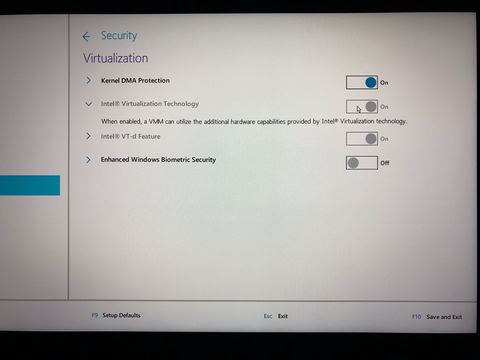 Security
Virtualization
Kernel DMA Protection On
Intel® Virtualization Technology On
When enabled, a VMM can utilize the additional hardware capabilities provided by Intel® Virtualization technology.
Intel® VT-d Feature On
Enhanced Windows Biometric Security Off
F9 Setup Defaults Esc Exit F10 Save and Exit